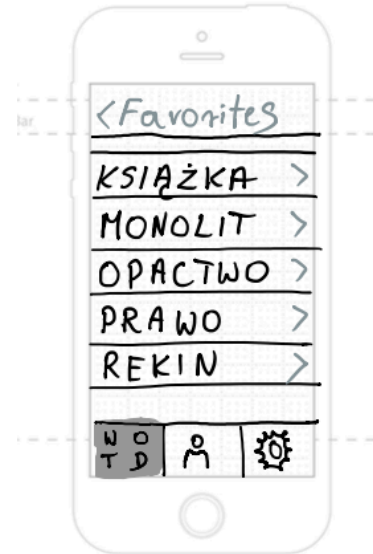 <Favorites
KSIĄŻKA >
MONOLIT >
OPACTWO >
PRAWO >
REKIN >
W O
T D